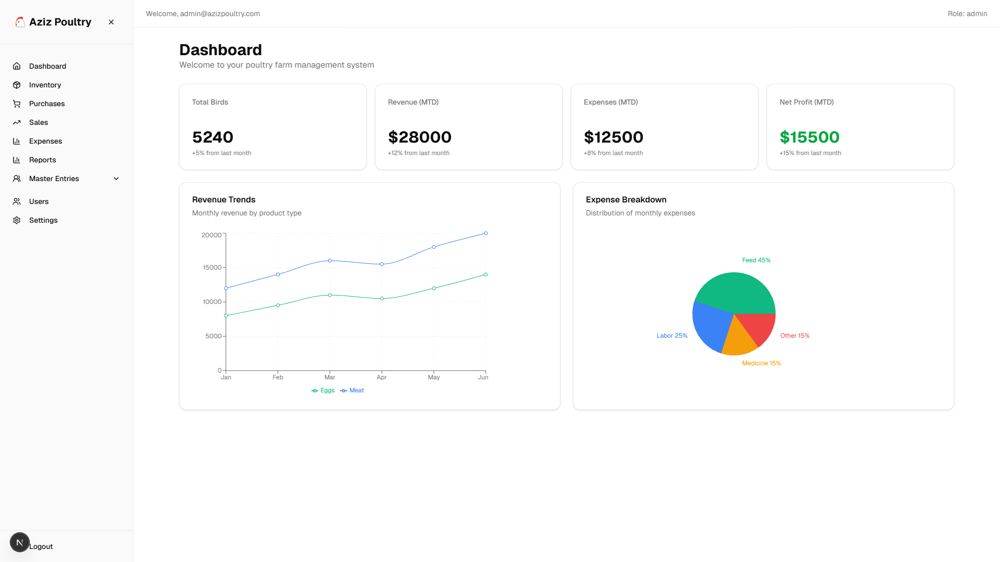 Aziz Poultry
Dashboard
Inventory
Purchases
Sales
Expenses
Reports
Master Entries
Users
Settings
N
Logout
Welcome, admin@azizpoultry.com
Role: admin
Dashboard
Welcome to your poultry farm management system
Total Birds
5240
+5% from last month
Revenue (MTD)
$28000
+12% from last month
Expenses (MTD)
$12500
+8% from last month
Net Profit (MTD)
$15500
+15% from last month
Revenue Trends
Monthly revenue by product type
20000
15000
10000
5000
0
Jan Feb Mar Apr May Jun
Eggs Meat
Expense Breakdown
Distribution of monthly expenses
Feed 45%
Labor 25%
Other 15%
Medicine 15%